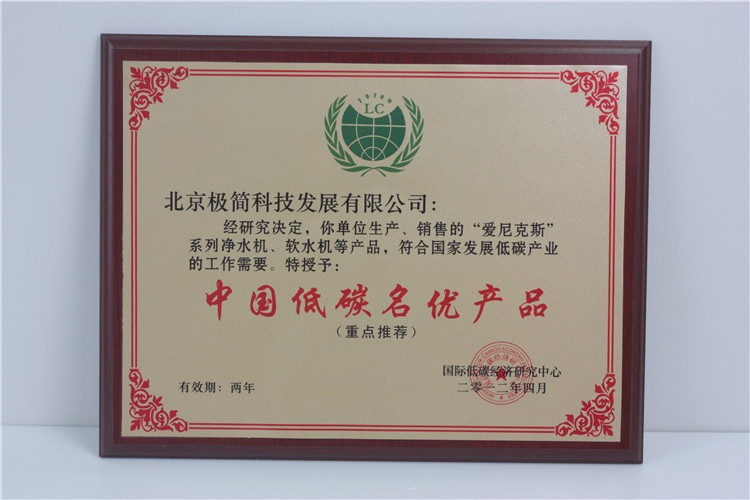 LC
北京极简科技发展有限公司：
经研究决定，你单位生产、销售的“爱尼克斯”
系列净水机、软水机等产品，符合国家发展低碳产业
的工作需要。特授予：
中国低碳名优产品
（重点推荐）
国际低碳经济研究中心
有效期：两年
二零一二年四月